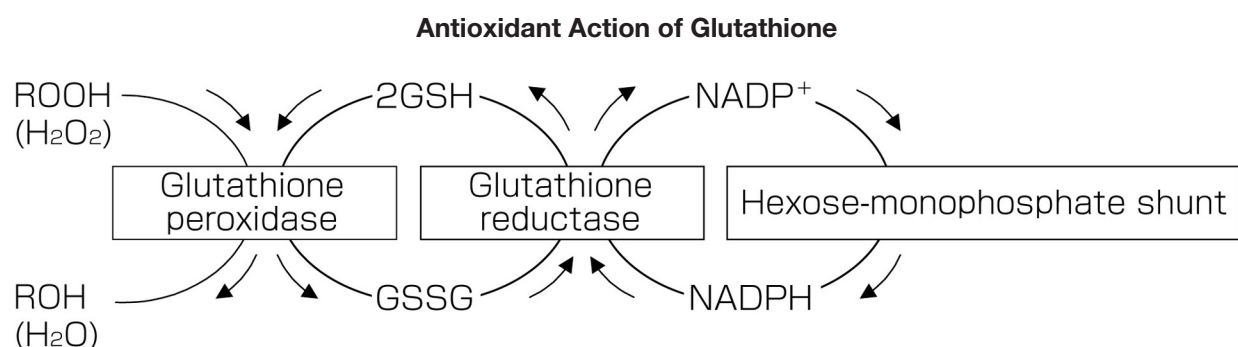 Antioxidant Action of Glutathione
ROOH
(H₂O₂)
2GSH
NADP⁺
Glutathione
peroxidase
Glutathione
reductase
Hexose-monophosphate shunt
ROH
(H₂O)
GSSG
NADPH